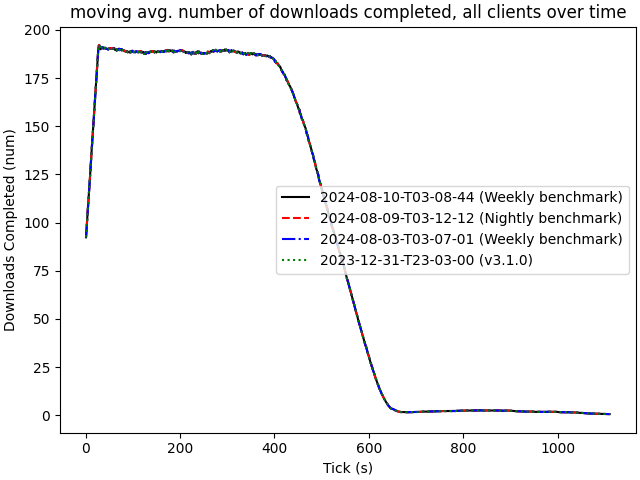 moving avg. number of downloads completed, all clients over time
Downloads Completed (num)
200
175
150
125
100
75
50
25
0
2024-08-10-T03-08-44 (Weekly benchmark)
2024-08-09-T03-12-12 (Nightly benchmark)
2024-08-03-T03-07-01 (Weekly benchmark)
2023-12-31-T23-03-00 (v3.1.0)
0 200 400 600 800 1000
Tick (s)